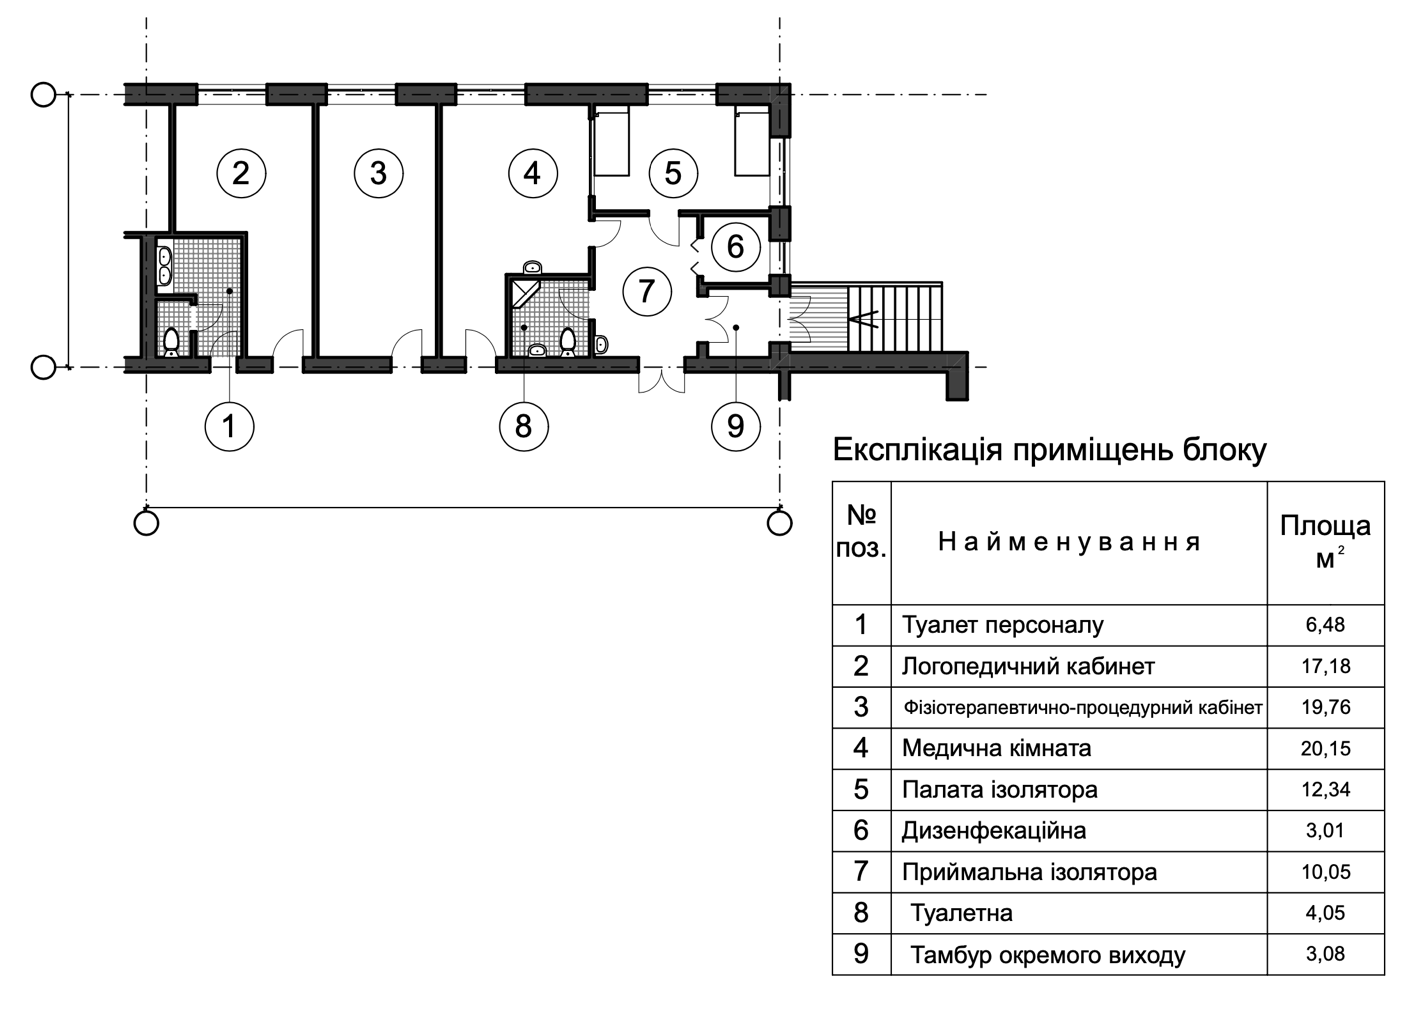 2
3
4
5
6
7
1
8
9
Експлікація приміщень блоку
№ поз.
Найменування
Площа м²
1 Туалет персоналу 6,48
2 Логопедичний кабинет 17,18
3 Фізіотерапевтично-процедурний кабінет 19,76
4 Медична кімната 20,15
5 Палата ізолятора 12,34
6 Дизенфекаційна 3,01
7 Приймальна ізолятора 10,05
8 Туалетна 4,05
9 Тамбур окремого виходу 3,08